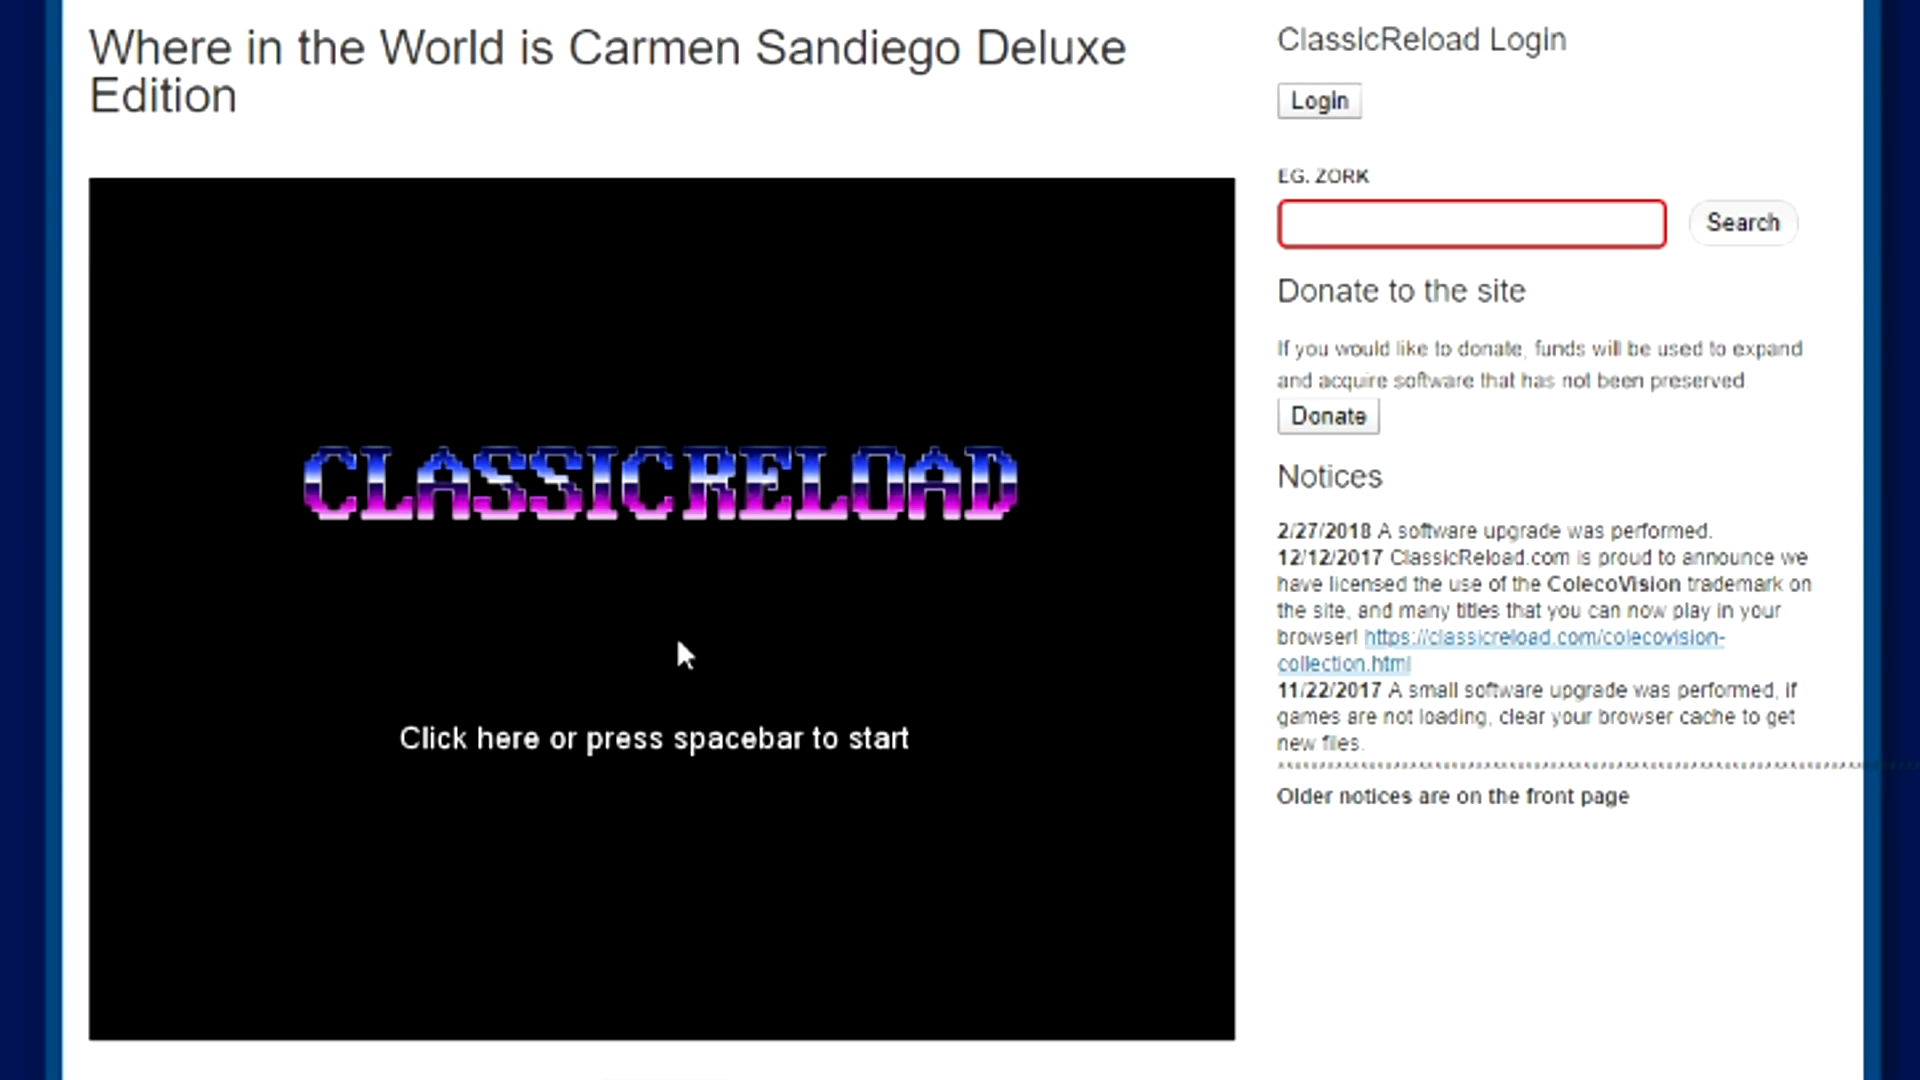 Where in the World is Carmen Sandiego Deluxe
Edition
CLASSICRELOAD
Click here or press spacebar to start
ClassicReload Login
Login
EG. ZORK
Search
Donate to the site
If you would like to donate, funds will be used to expand
and acquire software that has not been preserved
Donate
Notices
2/27/2018 A software upgrade was performed.
12/12/2017 ClassicReload.com is proud to announce we
have licensed the use of the ColecoVision trademark on
the site, and many titles that you can now play in your
browser! https://classicreload.com/colecovision-
collection.html
11/22/2017 A small software upgrade was performed, if
games are not loading, clear your browser cache to get
new files.
Older notices are on the front page